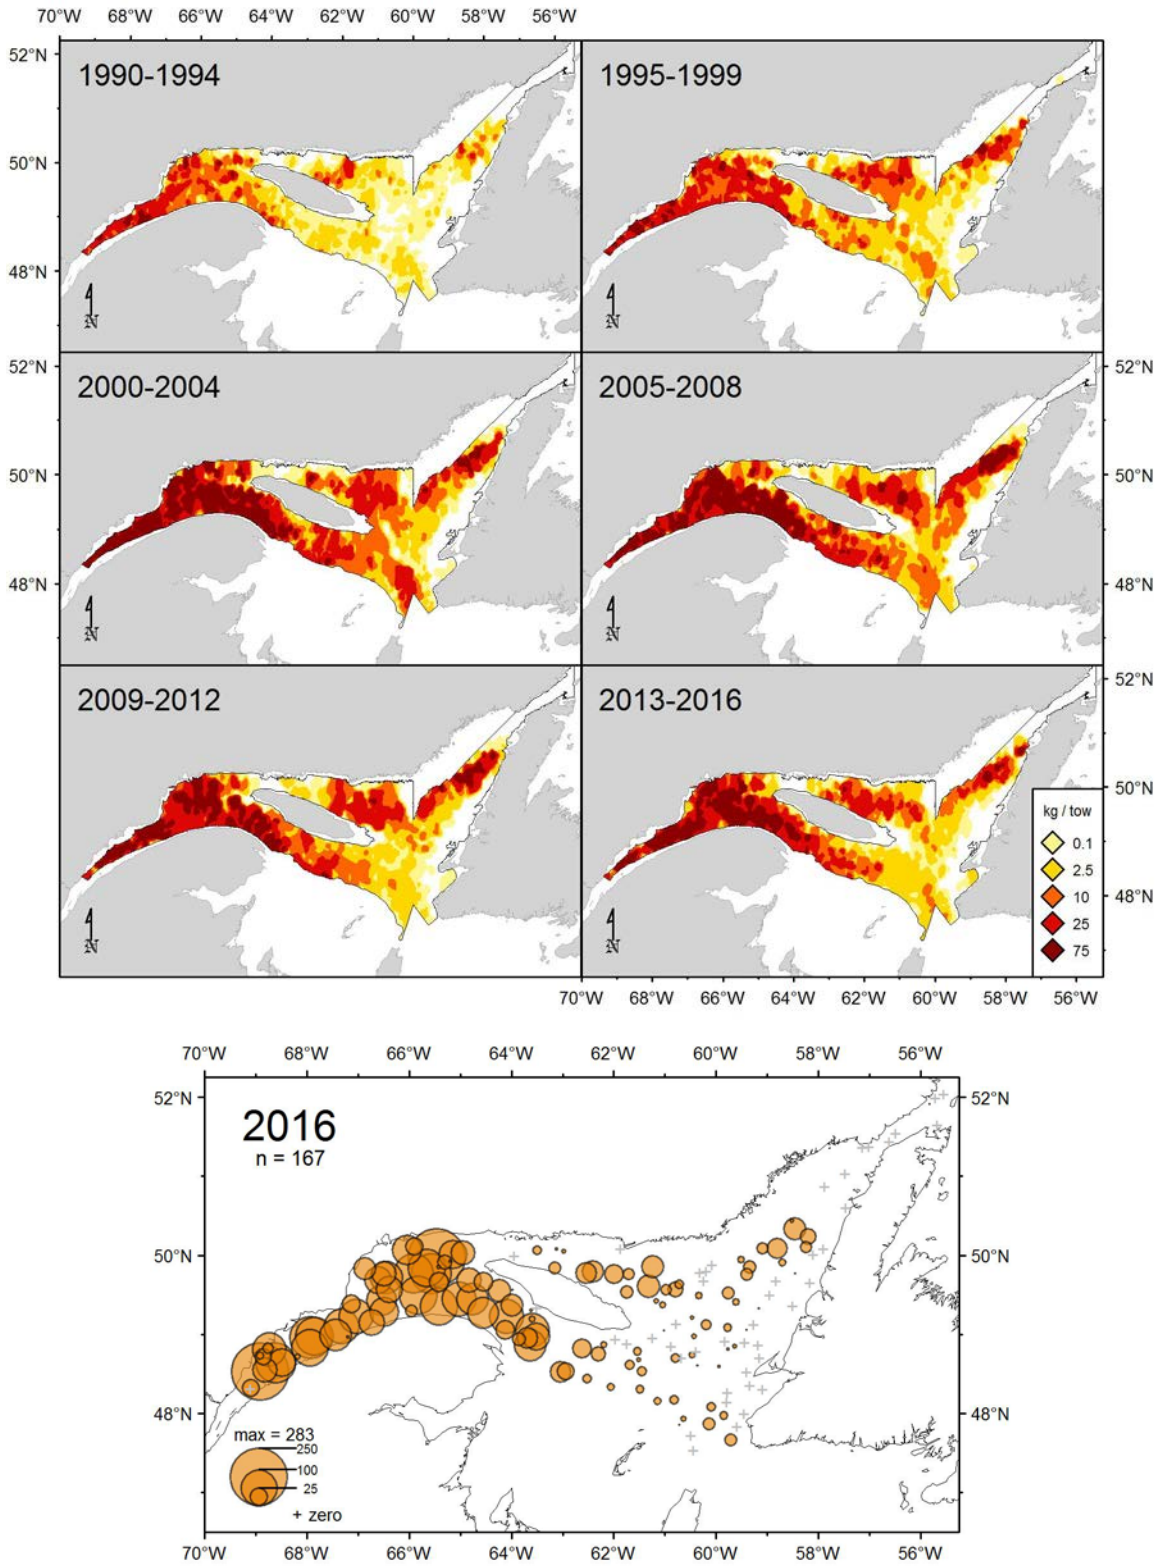 70°W 68°W 66°W 64°W 62°W 60°W 58°W 56°W
52°N
1990-1994 1995-1999
50°N
48°N
N N
52°N 52°N
2000-2004 2005-2008
50°N 50°N
48°N 48°N
N N
52°N
2009-2012 2013-2016
50°N
kg / tow
0.1
2.5
48°N
10
25
N N
75
70°W 68°W 66°W 64°W 62°W 60°W 58°W 56°W
70°W 68°W 66°W 64°W 62°W 60°W 58°W 56°W
52°N 52°N
2016
n = 167
50°N 50°N
48°N 48°N
max = 283
250
100
25
+ zero
70°W 68°W 66°W 64°W 62°W 60°W 58°W 56°W